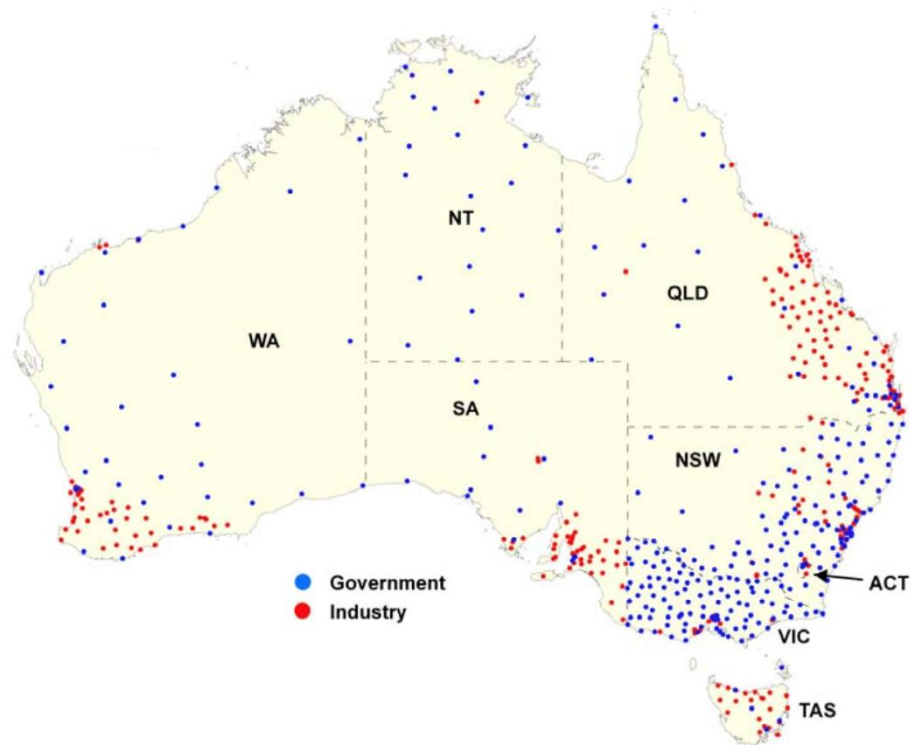 NT
QLD
WA
SA
NSW
Government
ACT
Industry
VIC
TAS